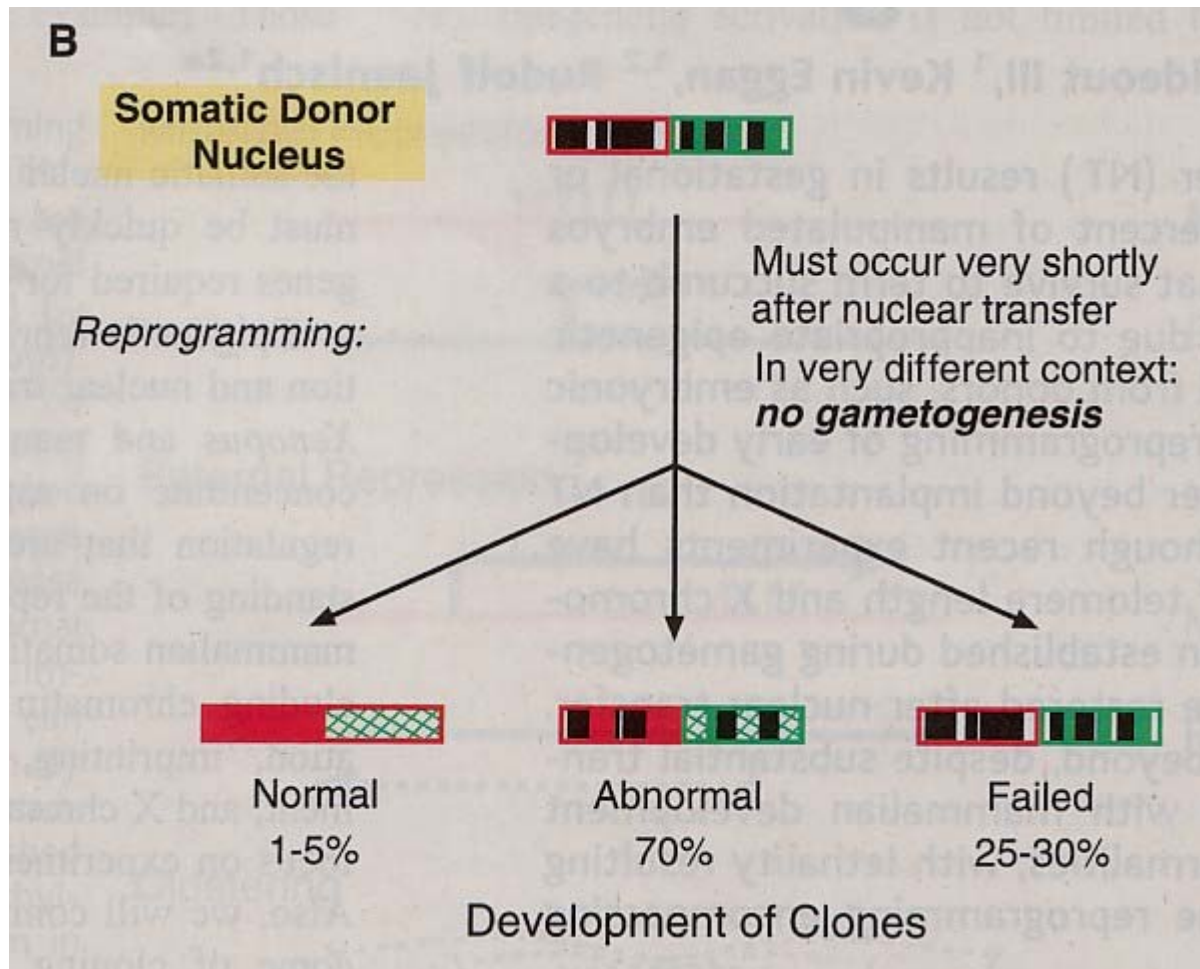 B
Somatic Donor
Nucleus
Reprogramming:
Must occur very shortly
after nuclear transfer
In very different context:
no gametogenesis
Normal
1-5%
Abnormal
70%
Failed
25-30%
Development of Clones